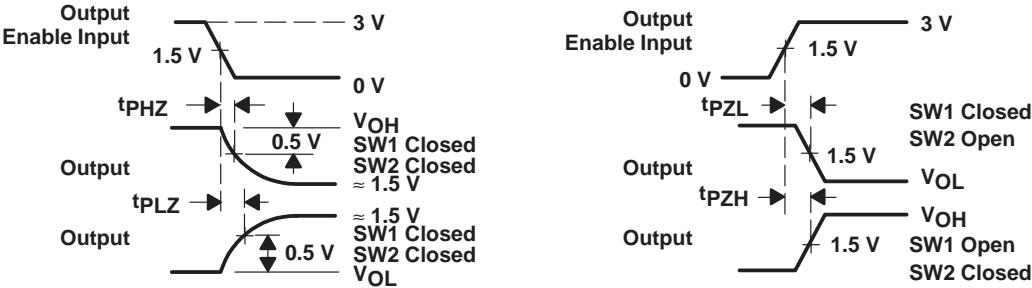 Output
Enable Input
3 V
1.5 V
0 V
tPHZ
VOH
0.5 V
SW1 Closed
SW2 Closed
Output
≈ 1.5 V
tPLZ
≈ 1.5 V
SW1 Closed
Output
0.5 V
SW2 Closed
VOL
Output
Enable Input
3 V
1.5 V
0 V
tPZL
SW1 Closed
SW2 Open
1.5 V
Output
VOL
tPZH
VOH
Output
1.5 V
SW1 Open
SW2 Closed